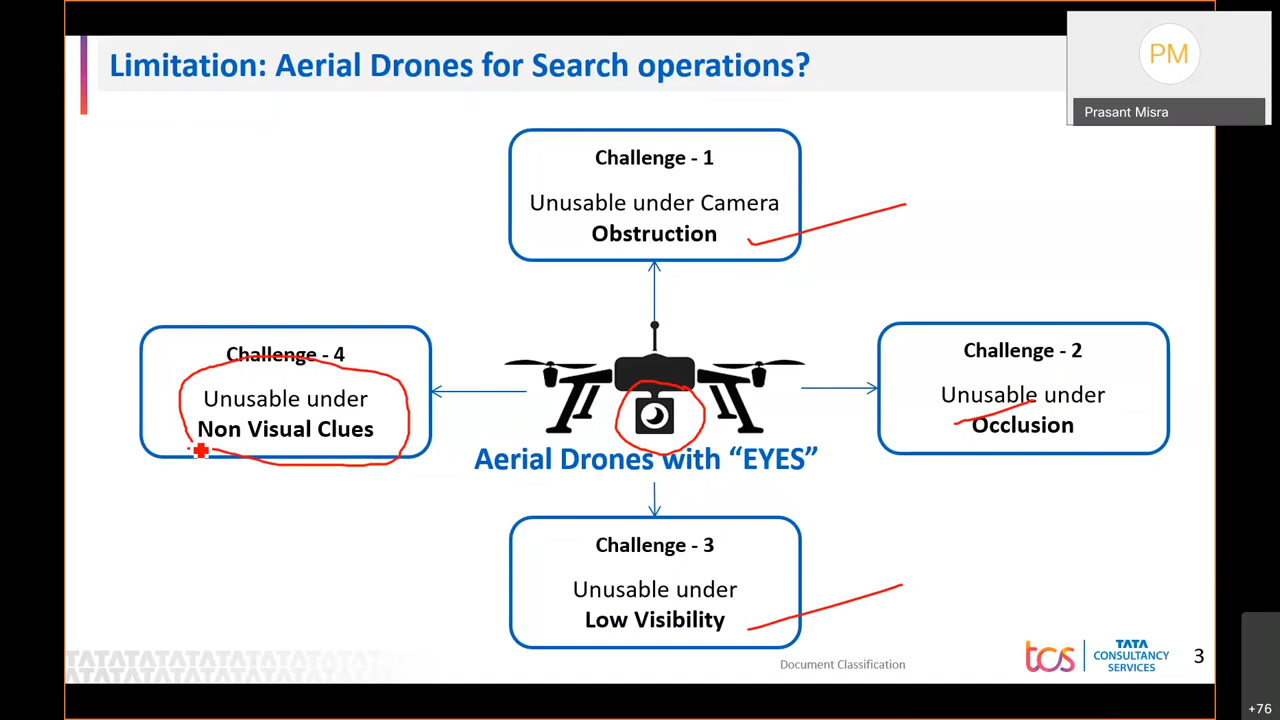 Limitation: Aerial Drones for Search operations?
PM
Prasant Misra
Challenge - 1
Unusable under Camera
Obstruction
Challenge - 4
Unusable under
Non Visual Clues
Challenge - 2
Unusable under
Occlusion
Aerial Drones with “EYES”
Challenge - 3
Unusable under
Low Visibility
TATATATATATATATATATATATA
Document Classification
tcs
TATA
CONSULTANCY
SERVICES
3
+76